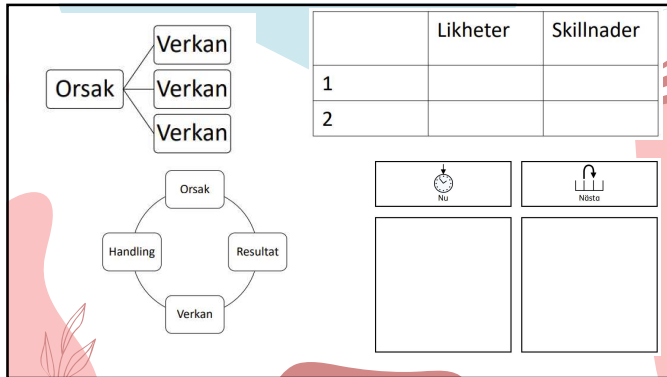 Verkan
Orsak
Verkan
Verkan
Likheter Skillnader
1
2
Orsak
Handling
Resultat
Verkan
Nu
Nästa